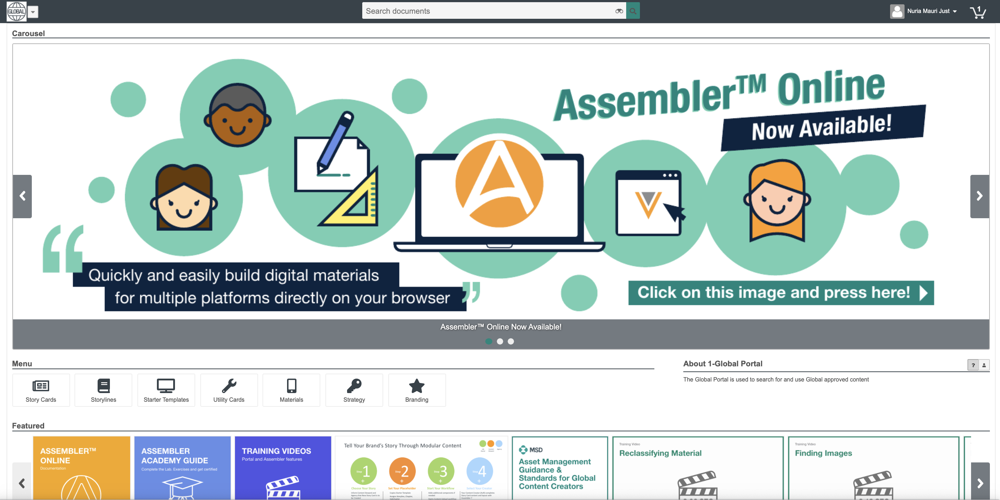 GLOBAL
Search documents
Nuria Mauri Just
1
Carousel
Assembler™ Online
Now Available!
Quickly and easily build digital materials
for multiple platforms directly on your browser
Click on this image and press here!
Assembler™ Online Now Available!
Menu
Story Cards
Storylines
Starter Templates
Utility Cards
Materials
Strategy
Branding
About 1-Global Portal
?
The Global Portal is used to search for and use Global approved content
Featured
ASSEMBLER™
ONLINE
Documentation
ASSEMBLER
ACADEMY GUIDE
Complete the Lab. Exercises and get certified
TRAINING VIDEOS
Portal and Assembler features
Tell Your Brand's Story Through Modular Content
Step 1
Choose Your Story
Step 2
Set Your Placeholder
Step 3
Start Your Workflow
Step 4
Select Your Creator
MSD
Asset Management
Guidance &
Standards for Global
Content Creators
Training Video
Reclassifying Material
Training Video
Finding Images